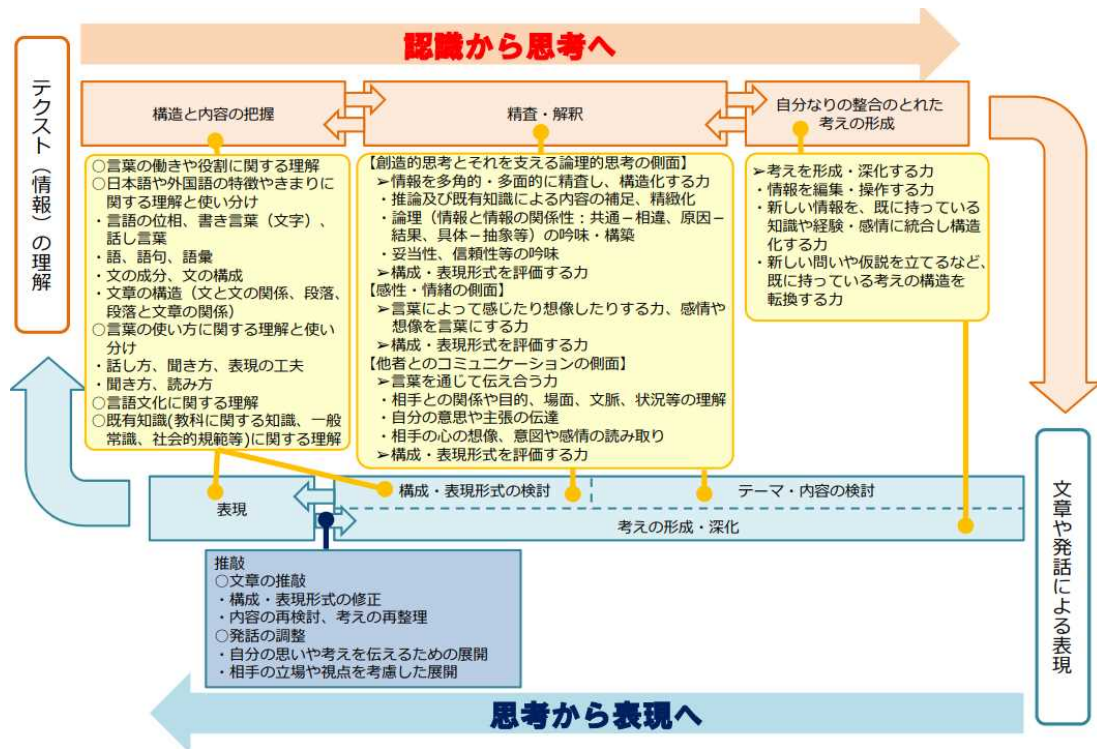 認識から思考へ
テクスト（情報）の理解
構造と内容の把握
精査・解釈
自分なりの整合のとれた
考えの形成
○言葉の働きや役割に関する理解
○日本語や外国語の特徴やきまりに
関する理解と使い分け
・言語の位相、書き言葉（文字）、
話し言葉
・語、語句、語彙
・文の成分、文の構成
・文章の構造（文と文の関係、段落、
段落と文章の関係）
○言葉の使い方に関する理解と使い
分け
・話し方、聞き方、表現の工夫
・聞き方、読み方
○言語文化に関する理解
○既有知識(教科に関する知識、一般
常識、社会的規範等)に関する理解
【創造的思考とそれを支える論理的思考の側面】
➢情報を多角的・多面的に精査し、構造化する力
・推論及び既有知識による内容の補足、精緻化
・論理（情報と情報の関係性：共通－相違、原因－
結果、具体－抽象等）の吟味・構築
・妥当性、信頼性等の吟味
➢構成・表現形式を評価する力
【感性・情緒の側面】
➢言葉によって感じたり想像したりする力、感情や
想像を言葉にする力
➢構成・表現形式を評価する力
【他者とのコミュニケーションの側面】
➢言葉を通じて伝え合う力
・相手との関係や目的、場面、文脈、状況等の理解
・自分の意思や主張の伝達
・相手の心の想像、意図や感情の読み取り
➢構成・表現形式を評価する力
➢考えを形成・深化する力
・情報を編集・操作する力
・新しい情報を、既に持っている
知識や経験・感情に統合し構造
化する力
・新しい問いや仮説を立てるなど、
既に持っている考えの構造を
転換する力
文章や発話による表現
表現
構成・表現形式の検討
テーマ・内容の検討
考えの形成・深化
推敲
○文章の推敲
・構成・表現形式の修正
・内容の再検討、考えの再整理
○発話の調整
・自分の思いや考えを伝えるための展開
・相手の立場や視点を考慮した展開
思考から表現へ